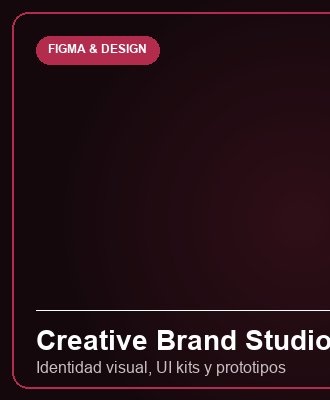 FIGMA & DESIGN
Creative Brand Studio
Identidad visual, UI kits y prototipos